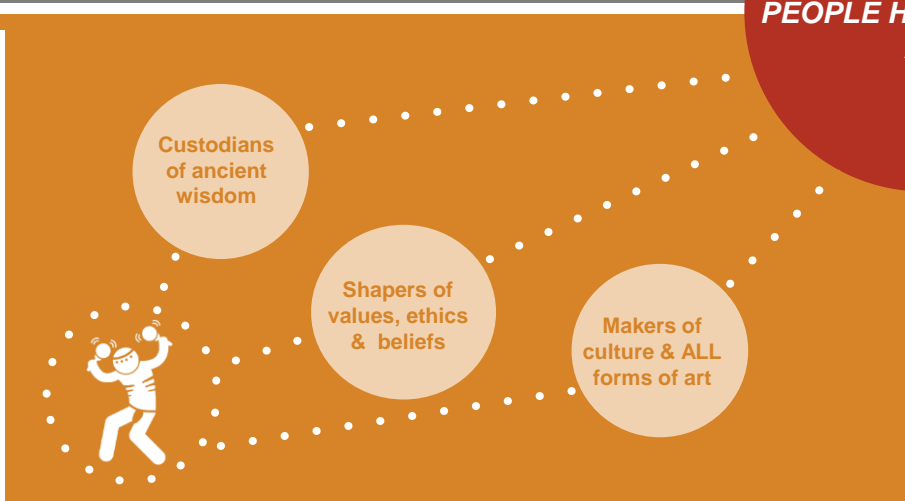 PEOPLE
Custodians
of ancient
wisdom
Shapers of
values, ethics
& beliefs
Makers of
culture & ALL
forms of art